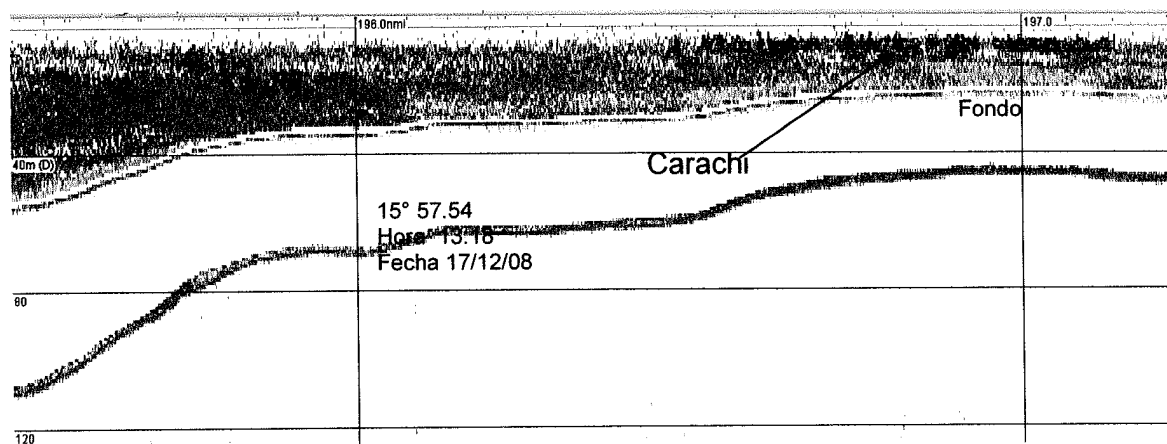 196.0nmi
197.0
Fondo
40m (D)
Carachi
15° 57.54
Hora 13:18
Fecha 17/12/08
80
120